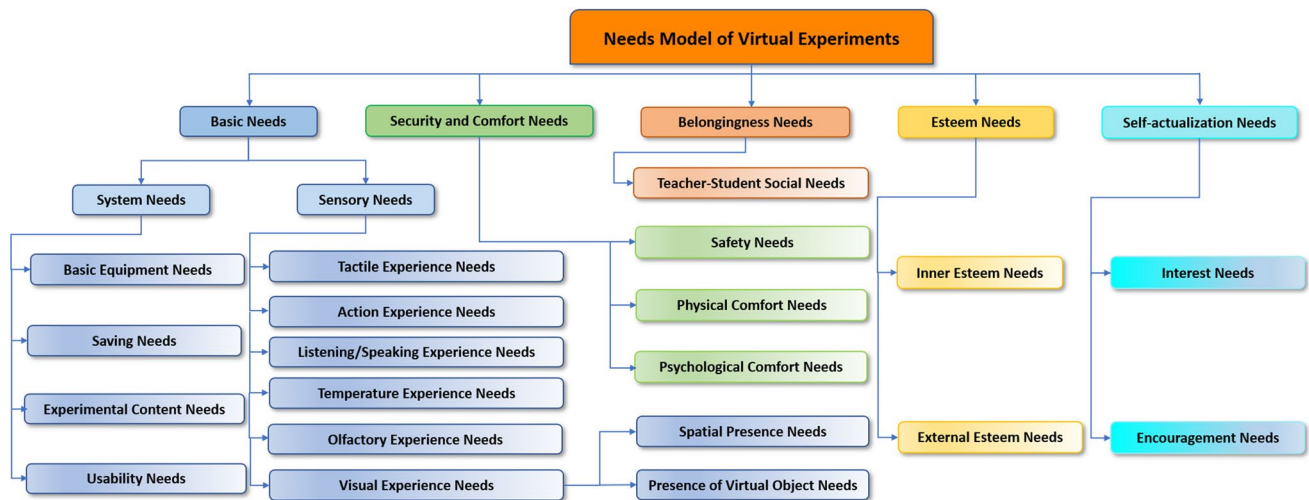 Needs Model of Virtual Experiments
Basic Needs
Security and Comfort Needs
Belongingness Needs
Esteem Needs
Self-actualization Needs
System Needs
Sensory Needs
Teacher-Student Social Needs
Basic Equipment Needs
Saving Needs
Experimental Content Needs
Usability Needs
Tactile Experience Needs
Action Experience Needs
Listening/Speaking Experience Needs
Temperature Experience Needs
Olfactory Experience Needs
Visual Experience Needs
Safety Needs
Physical Comfort Needs
Psychological Comfort Needs
Spatial Presence Needs
Presence of Virtual Object Needs
Inner Esteem Needs
External Esteem Needs
Interest Needs
Encouragement Needs